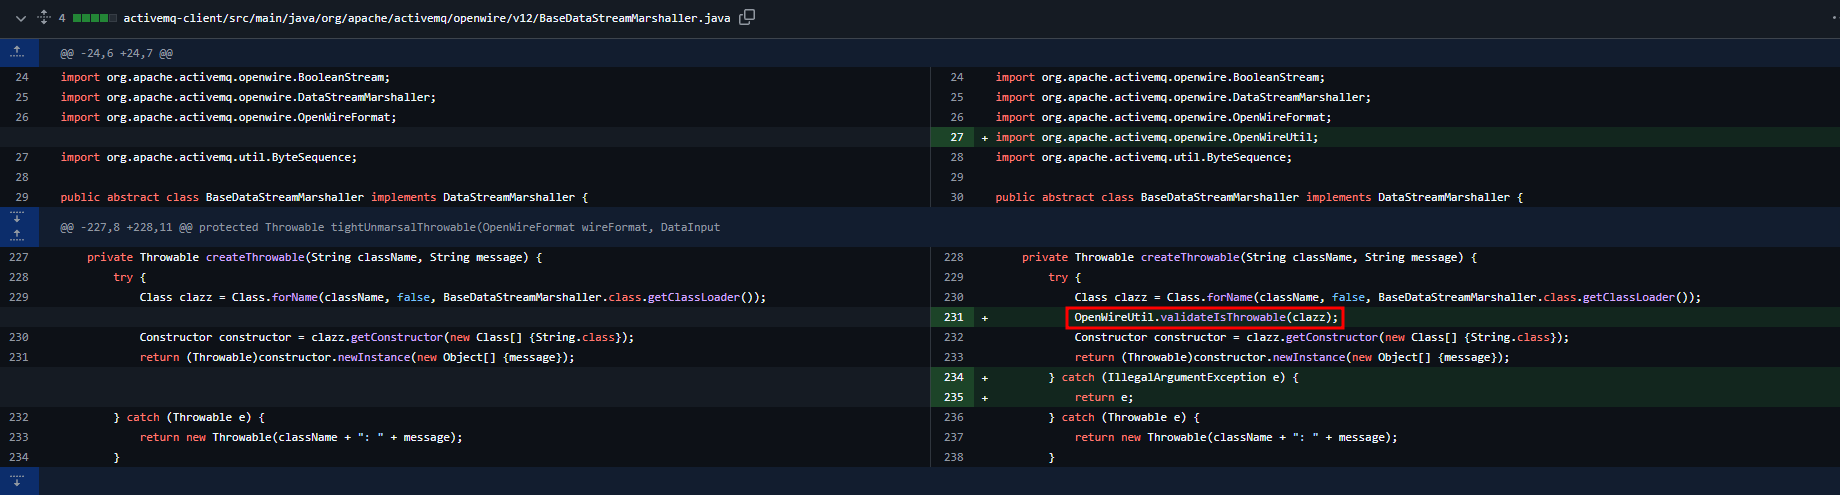 4 activemq-client/src/main/java/org/apache/activemq/openwire/v12/BaseDataStreamMarshaller.java
@@ -24,6 +24,7 @@
24 import org.apache.activemq.openwire.BooleanStream;
25 import org.apache.activemq.openwire.DataStreamMarshaller;
26 import org.apache.activemq.openwire.OpenWireFormat;
27 import org.apache.activemq.util.ByteSequence;
28
29 public abstract class BaseDataStreamMarshaller implements DataStreamMarshaller {
24 import org.apache.activemq.openwire.BooleanStream;
25 import org.apache.activemq.openwire.DataStreamMarshaller;
26 import org.apache.activemq.openwire.OpenWireFormat;
27 + import org.apache.activemq.openwire.OpenWireUtil;
28 import org.apache.activemq.util.ByteSequence;
29
30 public abstract class BaseDataStreamMarshaller implements DataStreamMarshaller {
@@ -227,8 +228,11 @@ protected Throwable tightUnmarsalThrowable(OpenWireFormat wireFormat, DataInput
227 private Throwable createThrowable(String className, String message) {
228 try {
229 Class clazz = Class.forName(className, false, BaseDataStreamMarshaller.class.getClassLoader());
230 Constructor constructor = clazz.getConstructor(new Class[] {String.class});
231 return (Throwable)constructor.newInstance(new Object[] {message});
232 } catch (Throwable e) {
233 return new Throwable(className + ": " + message);
234 }
228 private Throwable createThrowable(String className, String message) {
229 try {
230 Class clazz = Class.forName(className, false, BaseDataStreamMarshaller.class.getClassLoader());
231 + OpenWireUtil.validateIsThrowable(clazz);
232 Constructor constructor = clazz.getConstructor(new Class[] {String.class});
233 return (Throwable)constructor.newInstance(new Object[] {message});
234 + } catch (IllegalArgumentException e) {
235 + return e;
236 } catch (Throwable e) {
237 return new Throwable(className + ": " + message);
238 }